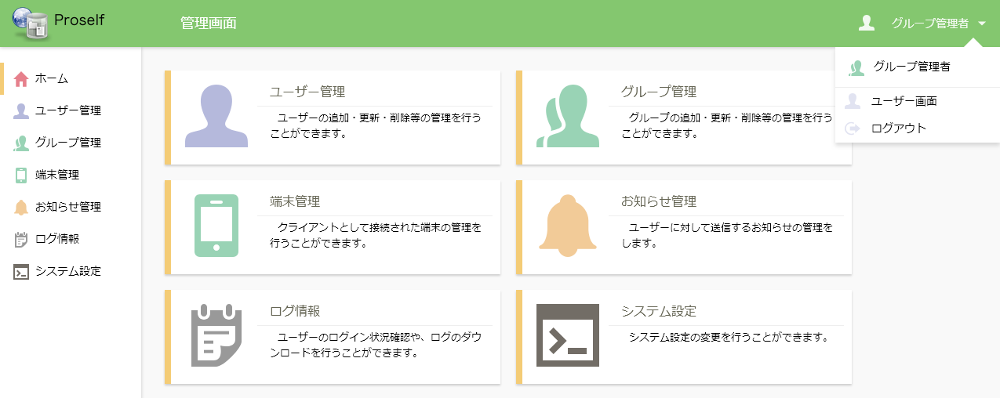 Proself
管理画面
グループ管理者
グループ管理者
ユーザー画面
ログアウト
ホーム
ユーザー管理
グループ管理
端末管理
お知らせ管理
ログ情報
システム設定
ユーザー管理
ユーザーの追加・更新・削除等の管理を行う
ことができます。
グループ管理
グループの追加・更新・削除等の管理を行う
ことができます。
端末管理
クライアントとして接続された端末の管理を
行うことができます。
お知らせ管理
ユーザーに対して送信するお知らせの管理を
します。
ログ情報
ユーザーのログイン状況確認や、ログのダウ
ンロードを行うことができます。
システム設定
システム設定の変更を行うことができます。